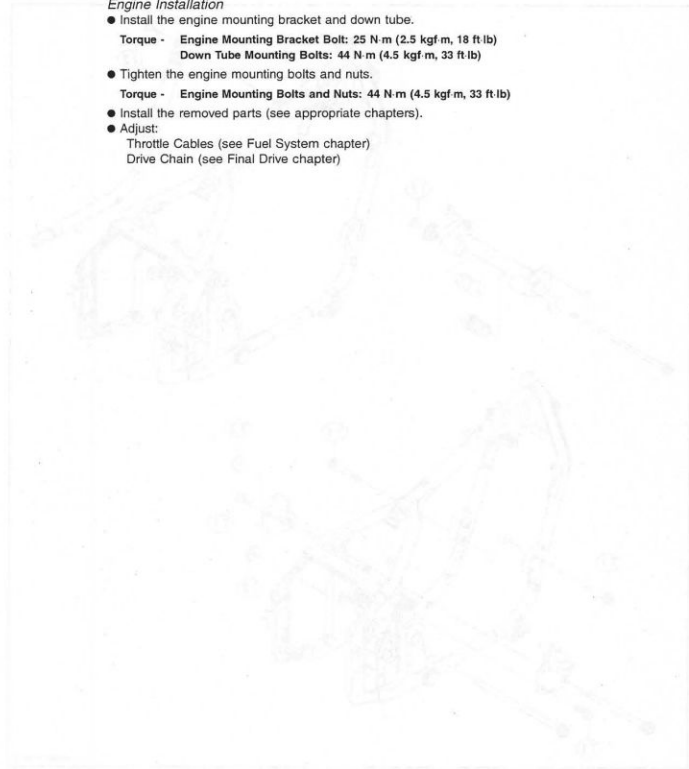 Engine Installation
● Install the engine mounting bracket and down tube.
Torque - Engine Mounting Bracket Bolt: 25 N·m (2.5 kgf·m, 18 ft·lb)
Down Tube Mounting Bolts: 44 N·m (4.5 kgf·m, 33 ft·lb)
● Tighten the engine mounting bolts and nuts.
Torque - Engine Mounting Bolts and Nuts: 44 N·m (4.5 kgf·m, 33 ft·lb)
● Install the removed parts (see appropriate chapters).
● Adjust:
Throttle Cables (see Fuel System chapter)
Drive Chain (see Final Drive chapter)